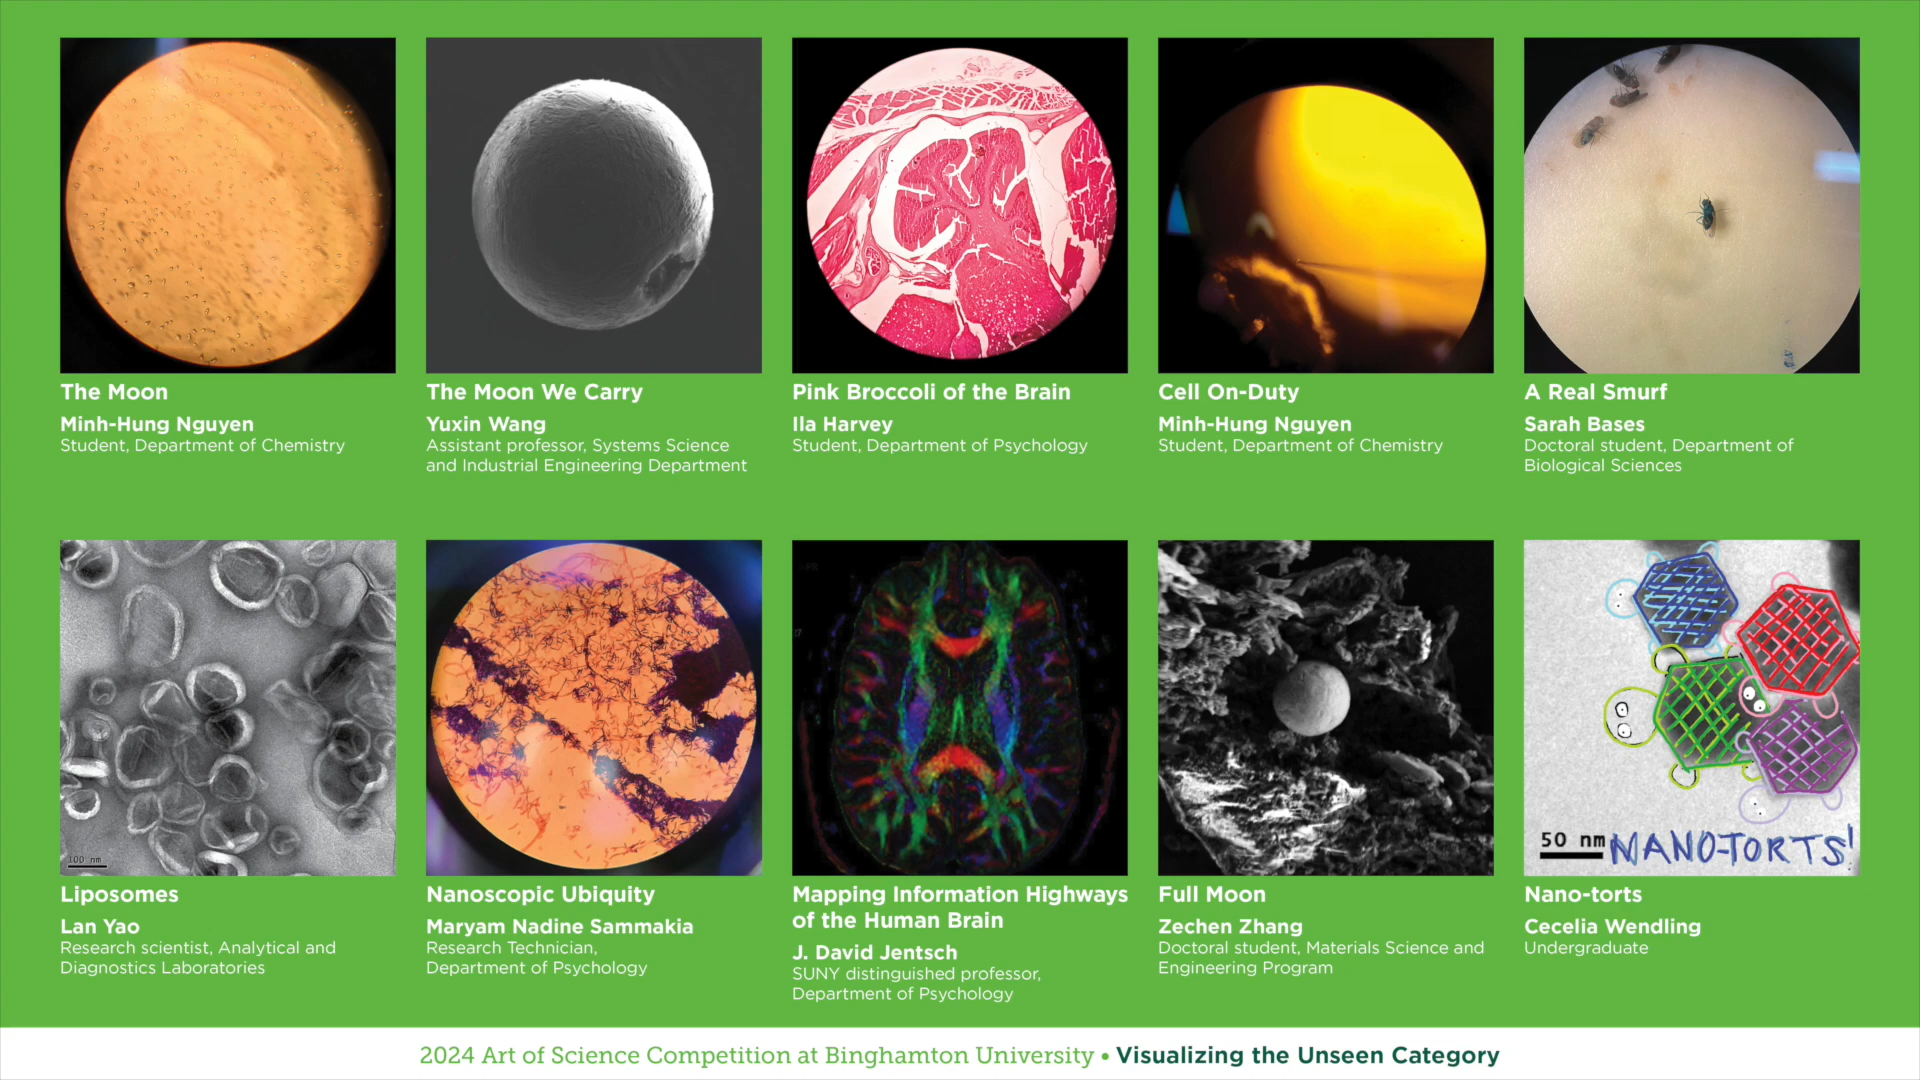 The Moon
Minh-Hung Nguyen
Student, Department of Chemistry
The Moon We Carry
Yuxin Wang
Assistant professor, Systems Science
and Industrial Engineering Department
Pink Broccoli of the Brain
Ila Harvey
Student, Department of Psychology
Cell On-Duty
Minh-Hung Nguyen
Student, Department of Chemistry
A Real Smurf
Sarah Bases
Doctoral student, Department of
Biological Sciences
100 nm
Liposomes
Lan Yao
Research scientist, Analytical and
Diagnostics Laboratories
Nanoscopic Ubiquity
Maryam Nadine Sammakia
Research Technician,
Department of Psychology
Mapping Information Highways
of the Human Brain
J. David Jentsch
SUNY distinguished professor,
Department of Psychology
Full Moon
Zechen Zhang
Doctoral student, Materials Science and
Engineering Program
50 nm NANO-TORTS!
Nano-torts
Cecelia Wendling
Undergraduate
2024 Art of Science Competition at Binghamton University • Visualizing the Unseen Category